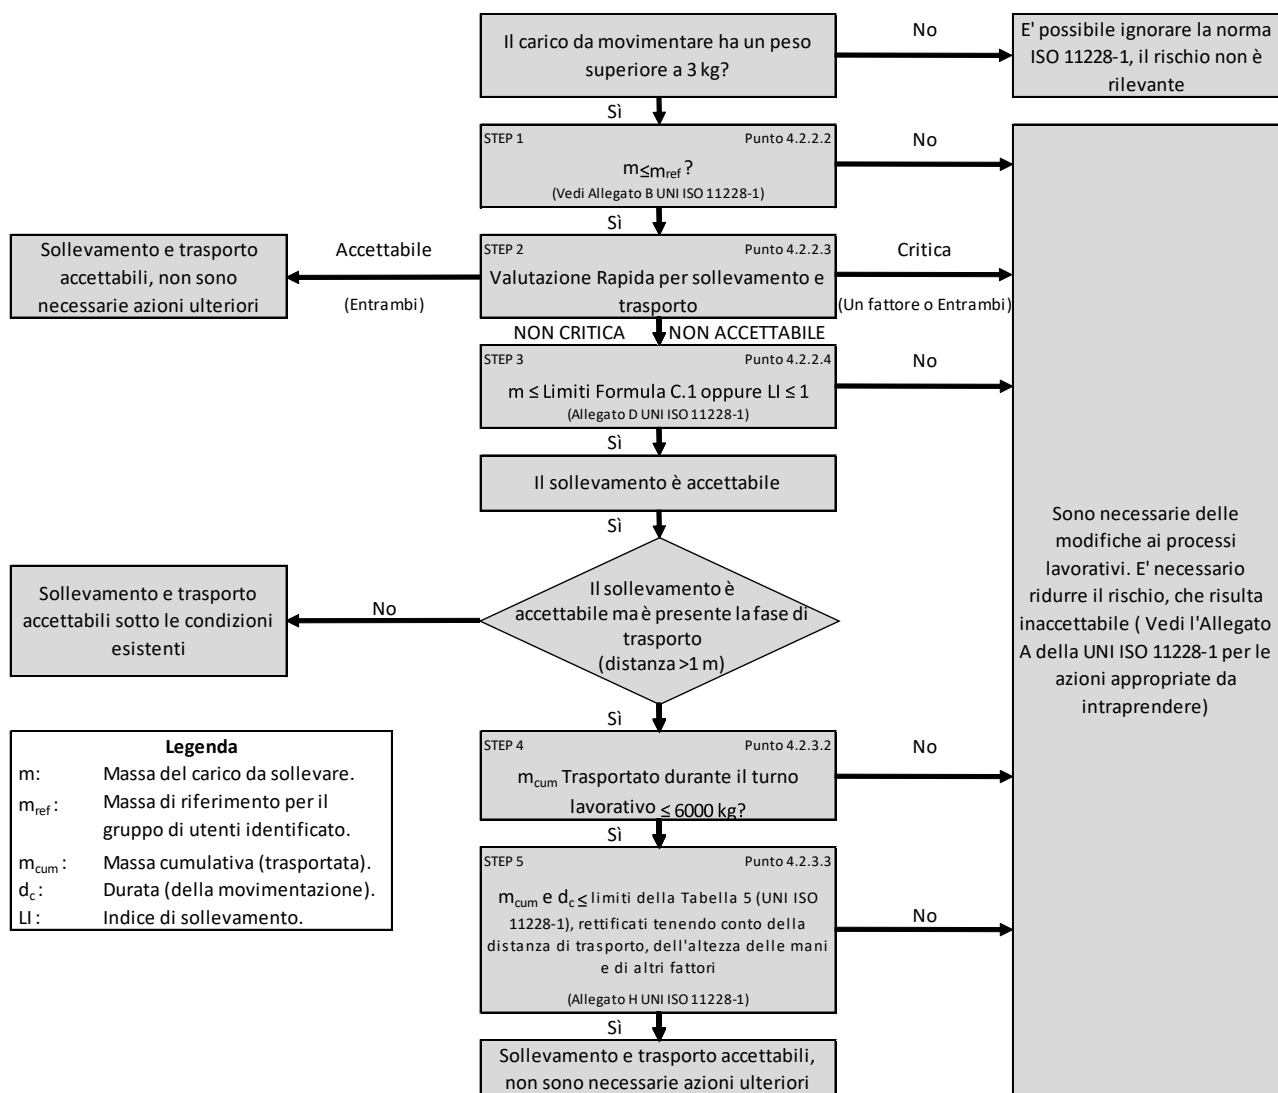 Il carico da movimentare ha un peso
superiore a 3 kg?
No
E' possibile ignorare la norma
ISO 11228-1, il rischio non è
rilevante
Sì
STEP 1 Punto 4.2.2.2
m≤mref ?
(Vedi Allegato B UNI ISO 11228-1)
No
Sì
Sollevamento e trasporto
accettabili, non sono
necessarie azioni ulteriori
Accettabile
(Entrambi)
STEP 2 Punto 4.2.2.3
Valutazione Rapida per sollevamento e
trasporto
Critica
(Un fattore o Entrambi)
NON CRITICA NON ACCETTABILE
STEP 3 Punto 4.2.2.4
m ≤ Limiti Formula C.1 oppure LI ≤ 1
(Allegato D UNI ISO 11228-1)
No
Sì
Il sollevamento è accettabile
Sì
Sono necessarie delle
modifiche ai processi
lavorativi. E' necessario
ridurre il rischio, che risulta
inaccettabile ( Vedi l'Allegato
A della UNI ISO 11228-1 per le
azioni appropriate da
intraprendere)
Il sollevamento è
accettabile ma è presente la fase di
trasporto
(distanza >1 m)
No
Sollevamento e trasporto
accettabili sotto le condizioni
esistenti
Sì
STEP 4 Punto 4.2.3.2
mcum Trasportato durante il turno
lavorativo ≤ 6000 kg?
No
Sì
Legenda
m: Massa del carico da sollevare.
mref : Massa di riferimento per il
gruppo di utenti identificato.
mcum : Massa cumulativa (trasportata).
dc : Durata (della movimentazione).
LI : Indice di sollevamento.
STEP 5 Punto 4.2.3.3
mcum e dc ≤ limiti della Tabella 5 (UNI ISO
11228-1), rettificati tenendo conto della
distanza di trasporto, dell'altezza delle mani
e di altri fattori
(Allegato H UNI ISO 11228-1)
No
Sì
Sollevamento e trasporto accettabili,
non sono necessarie azioni ulteriori